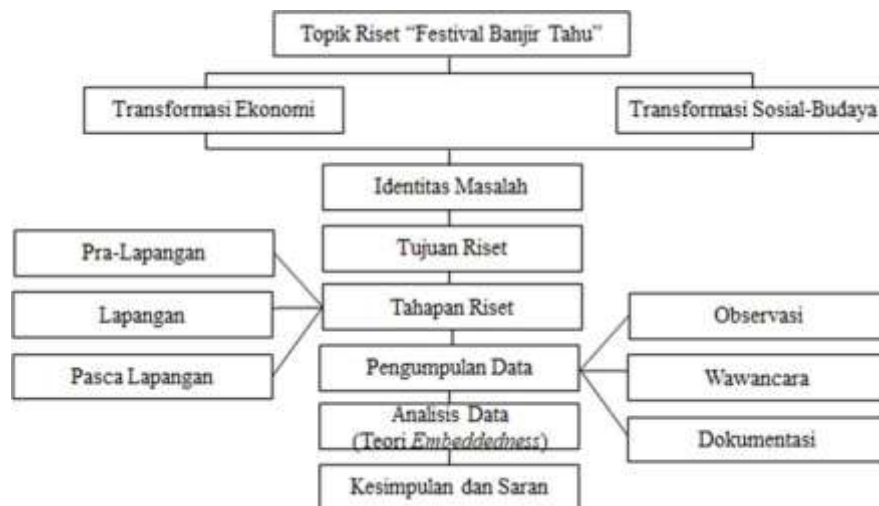 Topik Riset “Festival Banjir Tahu”
Transformasi Ekonomi
Transformasi Sosial-Budaya
Identitas Masalah
Tujuan Riset
Pra-Lapangan
Lapangan
Pasca Lapangan
Tahapan Riset
Pengumpulan Data
Observasi
Wawancara
Dokumentasi
Analisis Data
(Teori Embeddedness)
Kesimpulan dan Saran